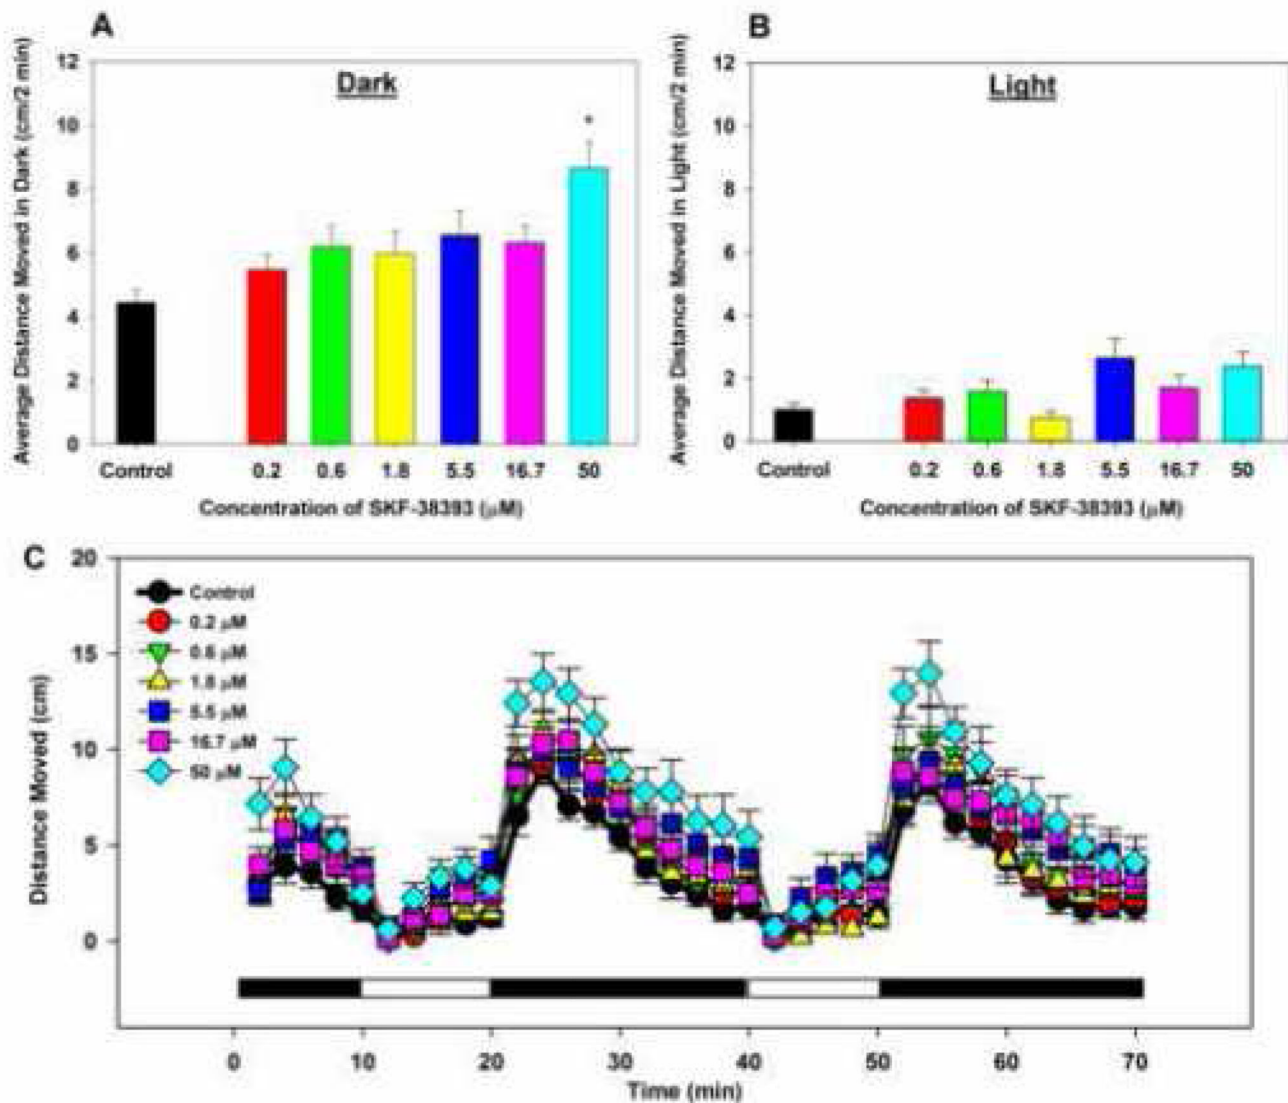 A
Dark
Average Distance Moved in Dark (cm/2 min)
12
10
8
6
4
2
0
*
Control 0.2 0.6 1.8 5.5 16.7 50
Concentration of SKF-38393 (μM)
B
Light
Average Distance Moved in Light (cm/2 min)
12
10
8
6
4
2
0
Control 0.2 0.6 1.8 5.5 16.7 50
Concentration of SKF-38393 (μM)
C
Distance Moved (cm)
20
15
10
5
0
Control
0.2 μM
0.6 μM
1.8 μM
5.5 μM
16.7 μM
50 μM
0 10 20 30 40 50 60 70
Time (min)